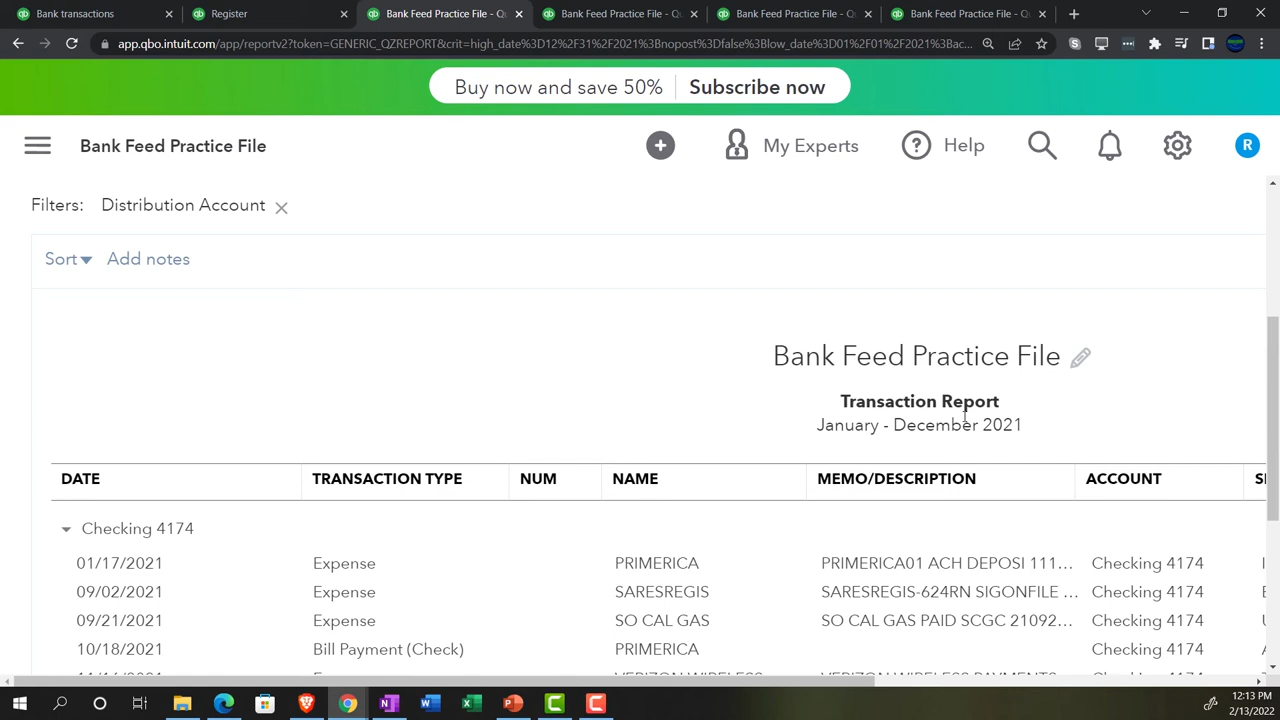 Bank transactions
Register
Bank Feed Practice File - Q
Bank Feed Practice File - Q
Bank Feed Practice File - Q
Bank Feed Practice File - Q
app.qbo.intuit.com/app/reportv2?token=GENERIC_QZREPORT&crit=high_date%3D12%2F31%2F2021%3Bnopost%3Dfalse%3Blow_date%3D01%2F01%2F2021%3Bac...
Buy now and save 50% Subscribe now
Bank Feed Practice File
My Experts
Help
R
Filters: Distribution Account
Sort Add notes
Bank Feed Practice File
Transaction Report
January - December 2021
DATE TRANSACTION TYPE NUM NAME MEMO/DESCRIPTION ACCOUNT
Checking 4174
01/17/2021 Expense PRIMERICA PRIMERICA01 ACH DEPOSI 111... Checking 4174
09/02/2021 Expense SARESREGIS SARESREGIS-624RN SIGONFILE ... Checking 4174
09/21/2021 Expense SO CAL GAS SO CAL GAS PAID SCGC 21092... Checking 4174
10/18/2021 Bill Payment (Check) PRIMERICA Checking 4174
12:13 PM
2/13/2022